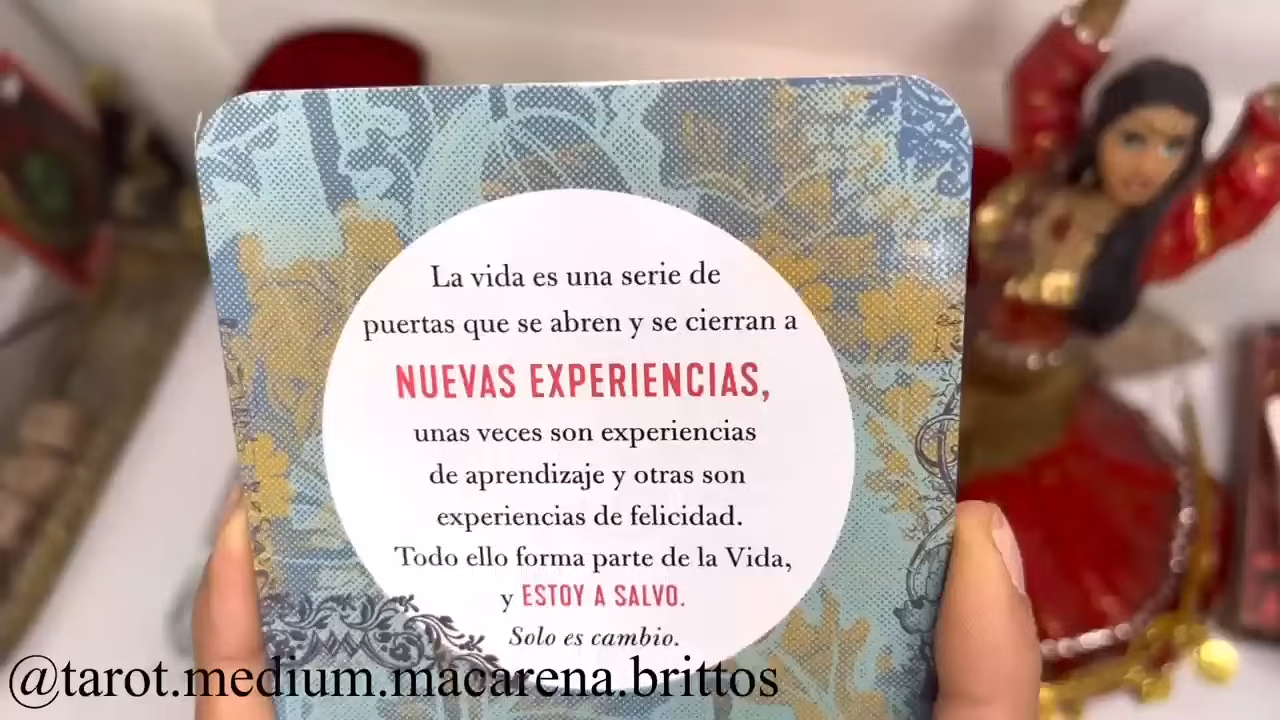 La vida es una serie de
puertas que se abren y se cierran a
NUEVAS EXPERIENCIAS,
unas veces son experiencias
de aprendizaje y otras son
experiencias de felicidad.
Todo ello forma parte de la Vida,
y ESTOY A SALVO.
Solo es cambio.
@tarot.medium.macarena.brittos